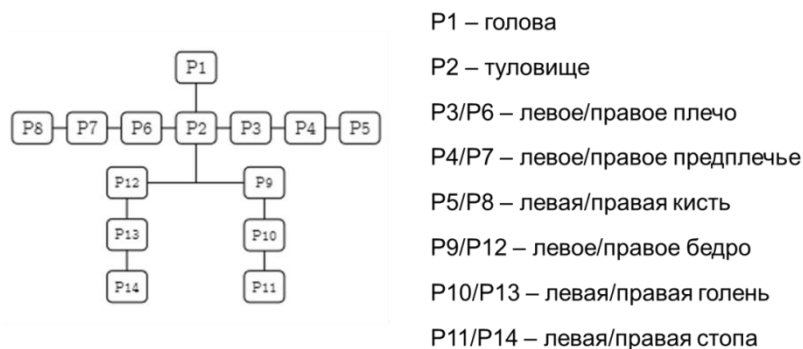 P1
P8 P7 P6 P2 P3 P4 P5
P12 P9
P13 P10
P14 P11
P1 – голова
P2 – туловище
P3/P6 – левое/правое плечо
P4/P7 – левое/правое предплечье
P5/P8 – левая/правая кисть
P9/P12 – левое/правое бедро
P10/P13 – левая/правая голень
P11/P14 – левая/правая стопа